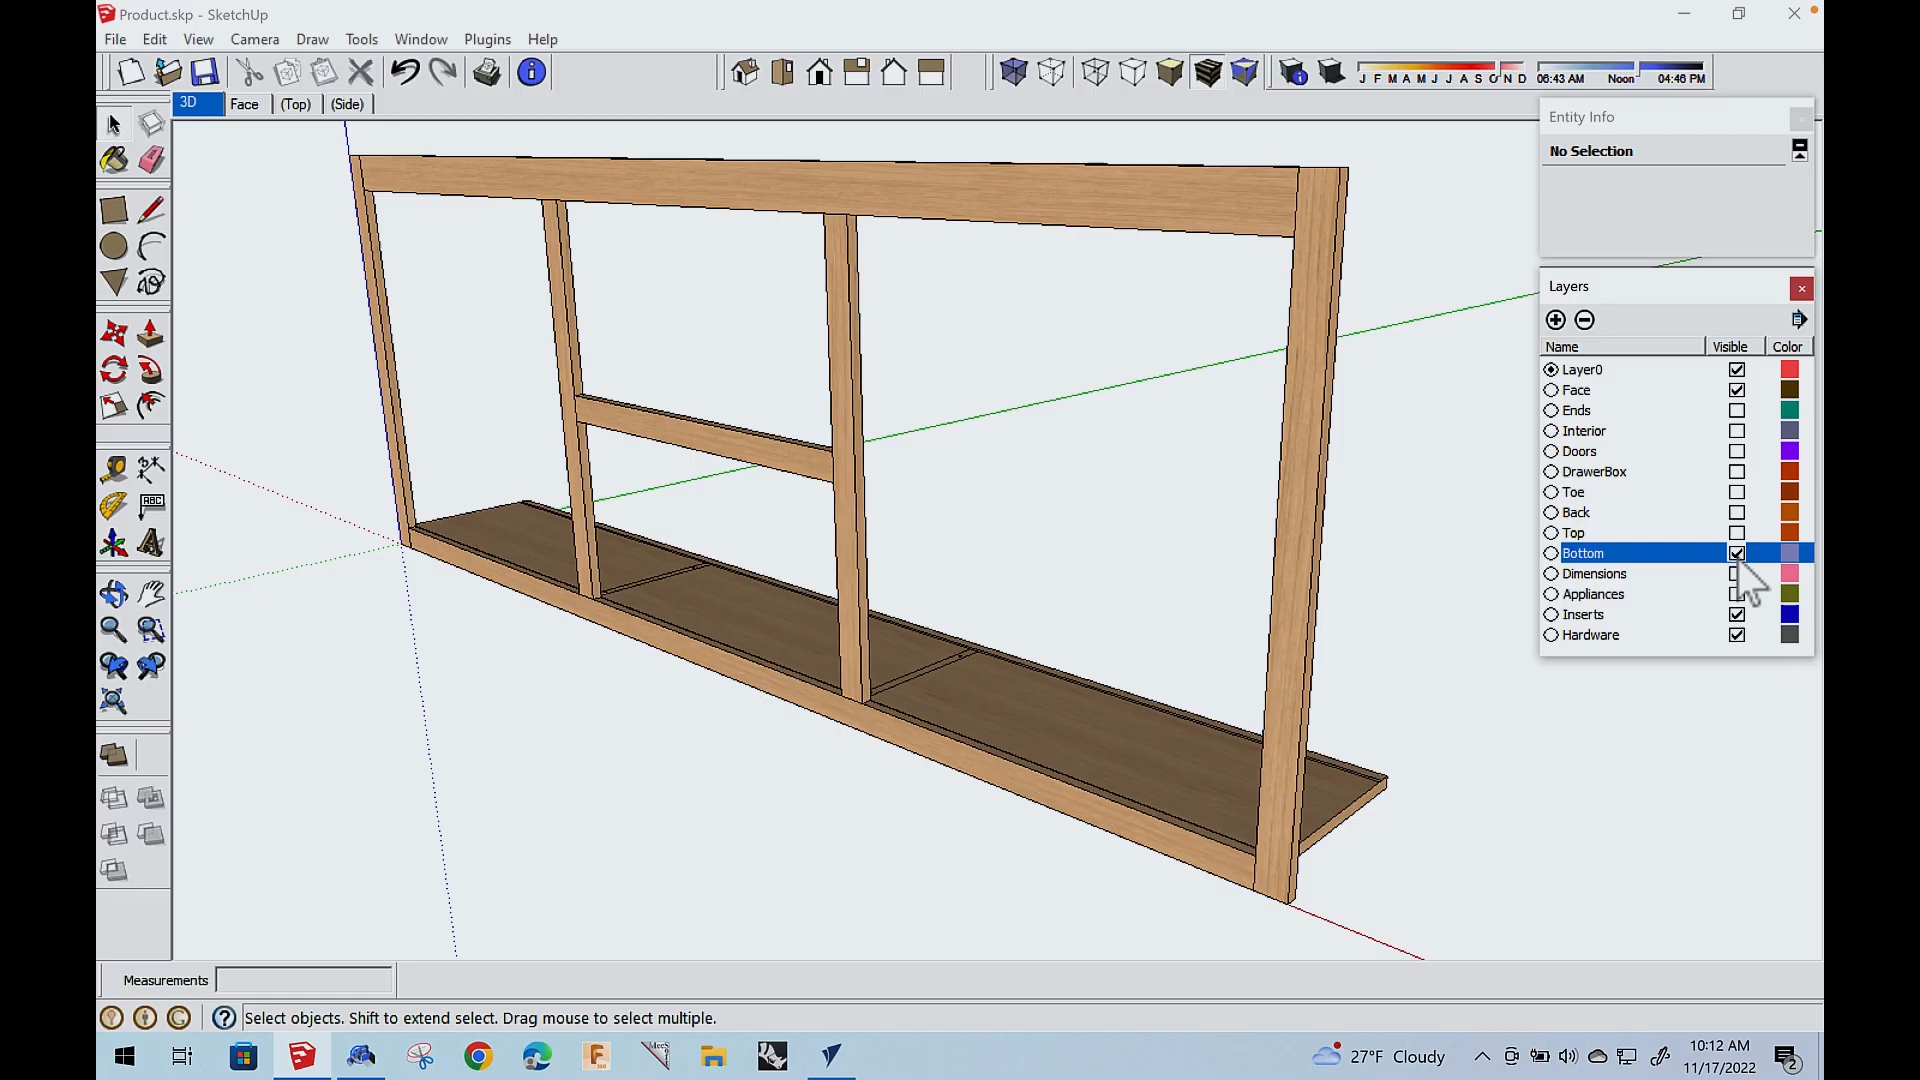 Product.skp - SketchUp
File Edit View Camera Draw Tools Window Plugins Help
J F M A M J J A S O N D 06:43 AM Noon 04:46 PM
3D Face (Top) (Side)
Entity Info
No Selection
Layers
Name Visible Color
Layer0
Face
Ends
Interior
Doors
DrawerBox
Toe
Back
Top
Bottom
Dimensions
Appliances
Inserts
Hardware
ABC
Measurements
Select objects. Shift to extend select. Drag mouse to select multiple.
27°F Cloudy
10:12 AM
11/17/2022
2